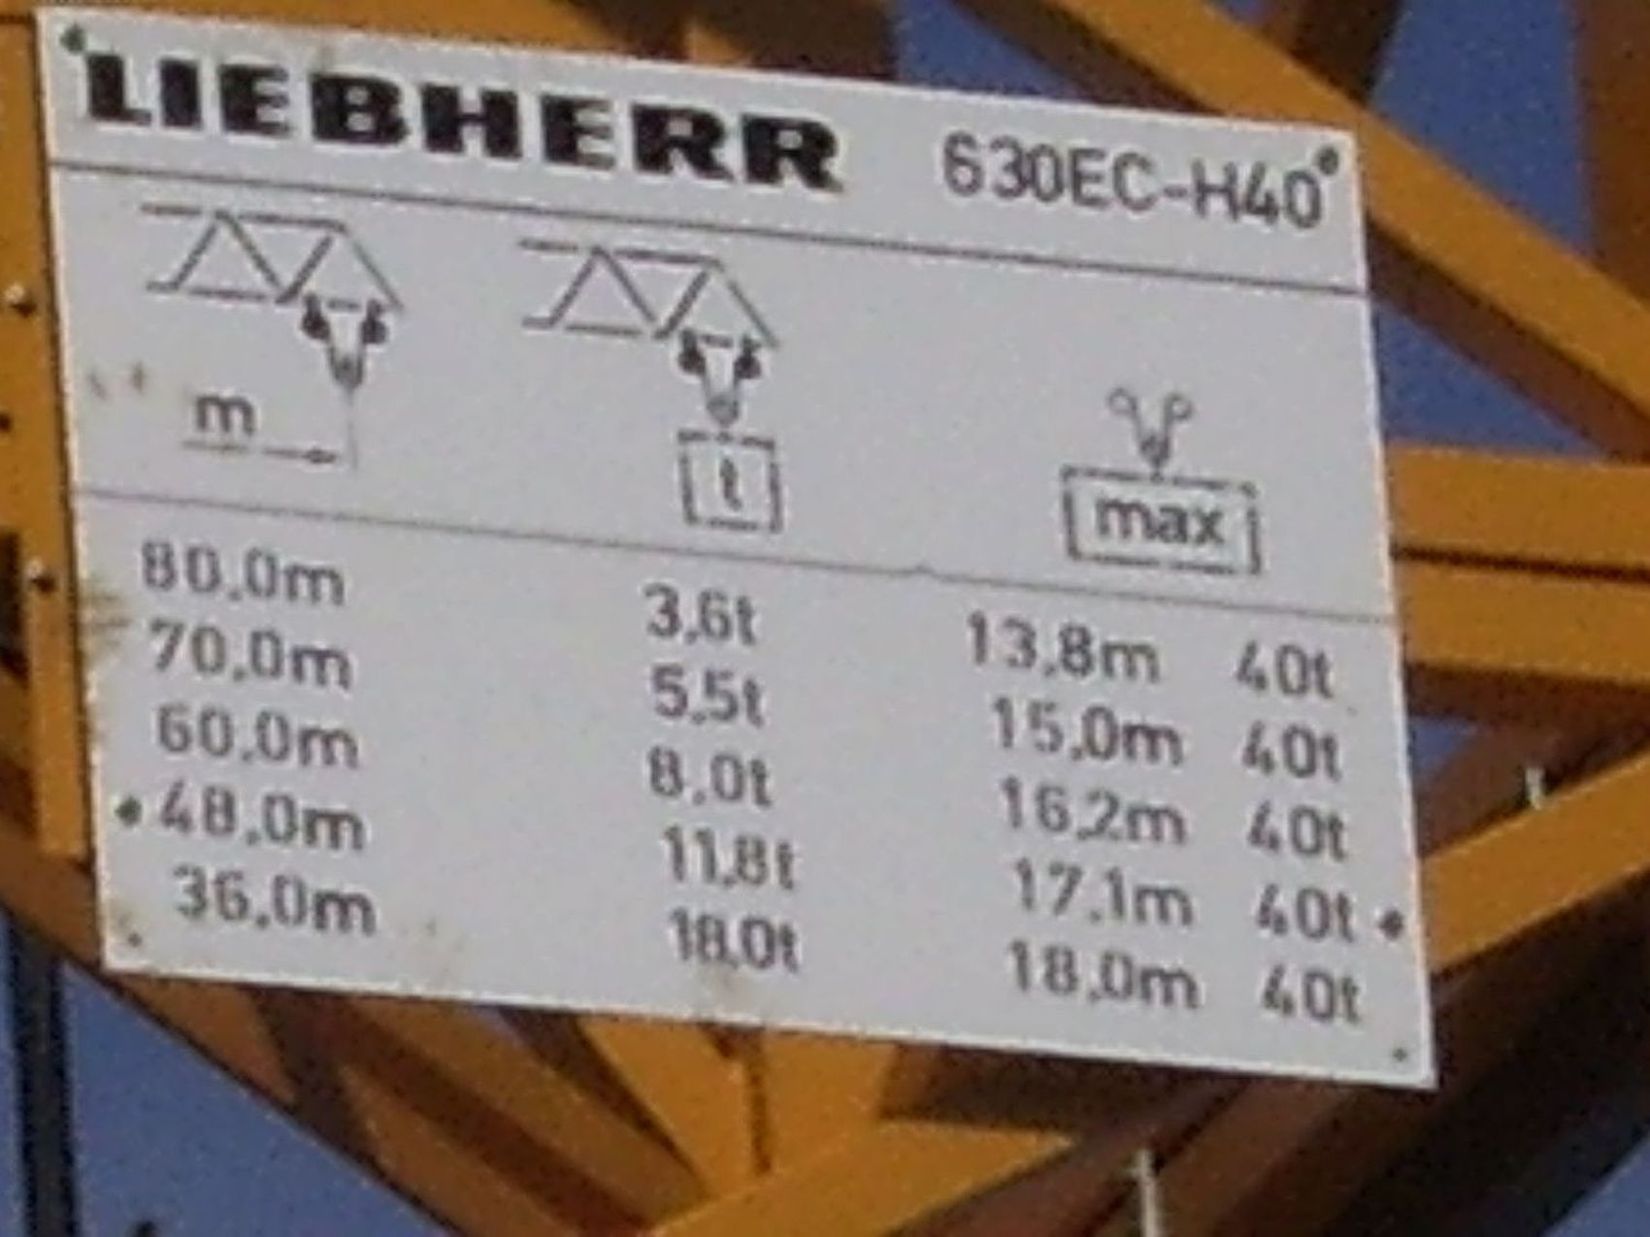 LIEBHERR 630EC-H40
m
t
max
80,0m 3,6t 13,8m 40t
70,0m 5,5t 15,0m 40t
60,0m 8,0t 16,2m 40t
48,0m 11,8t 17,1m 40t
36,0m 18,0t 18,0m 40t